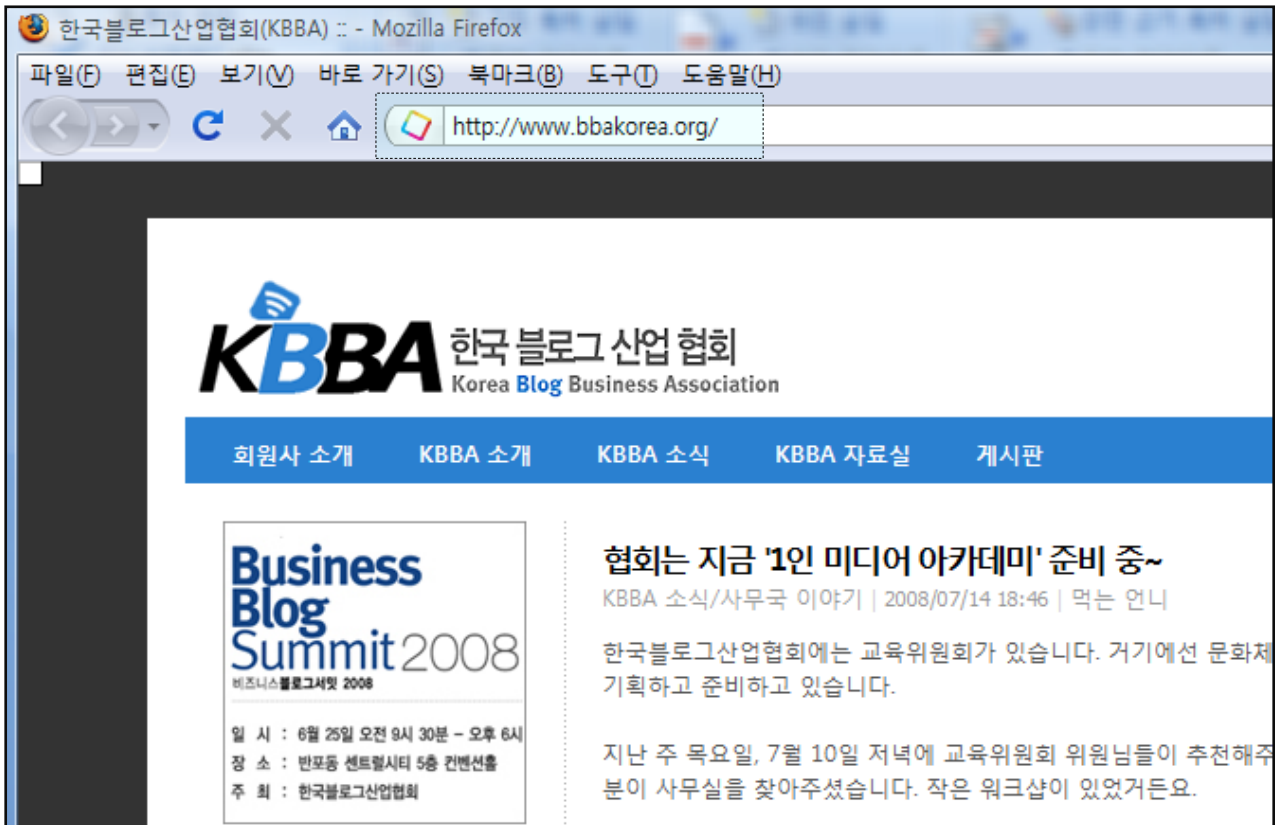 한국블로그산업협회(KBBA) :: - Mozilla Firefox
파일(F) 편집(E) 보기(V) 바로 가기(S) 북마크(B) 도구(T) 도움말(H)
http://www.bbakorea.org/
KBBA 한국 블로그 산업 협회
Korea Blog Business Association
회원사 소개 KBBA 소개 KBBA 소식 KBBA 자료실 게시판
Business
Blog
Summit 2008
비즈니스블로그서밋 2008
일 시 : 6월 25일 오전 9시 30분 – 오후 6시
장 소 : 반포동 센트럴시티 5층 컨벤션홀
주 최 : 한국블로그산업협회
협회는 지금 '1인 미디어 아카데미' 준비 중~
KBBA 소식/사무국 이야기 | 2008/07/14 18:46 | 먹는 언니
한국블로그산업협회에는 교육위원회가 있습니다. 거기에선 문화체
기획하고 준비하고 있습니다.
지난 주 목요일, 7월 10일 저녁에 교육위원회 위원님들이 추천해주
분이 사무실을 찾아주셨습니다. 작은 워크샵이 있었거든요.